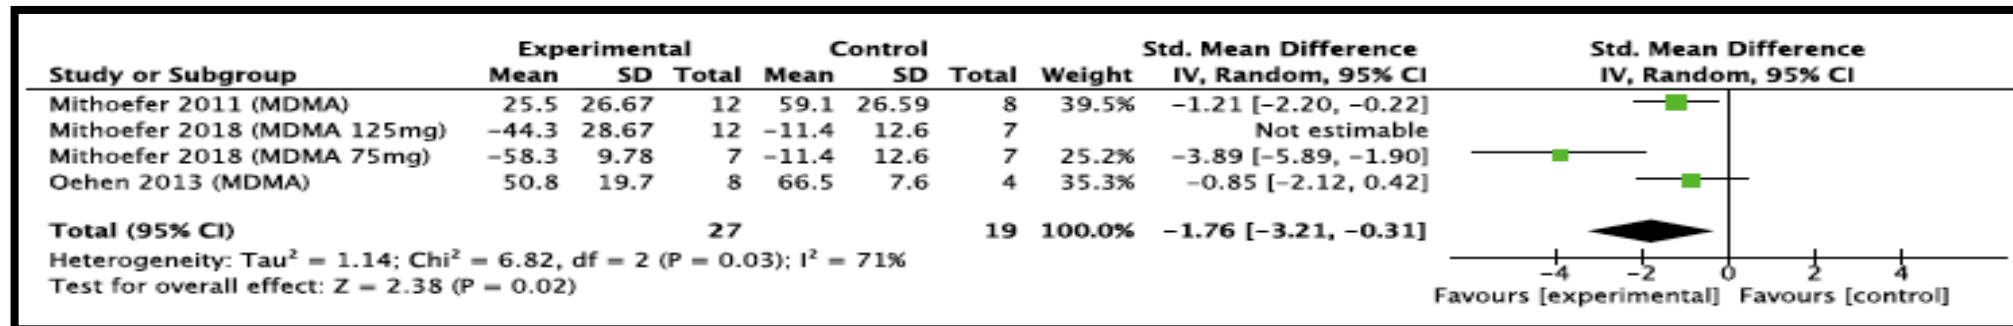 Experimental Control Std. Mean Difference Std. Mean Difference
Study or Subgroup Mean SD Total Mean SD Total Weight IV, Random, 95% CI IV, Random, 95% CI
Mithoefer 2011 (MDMA) 25.5 26.67 12 59.1 26.59 8 39.5% −1.21 [−2.20, −0.22]
Mithoefer 2018 (MDMA 125mg) −44.3 28.67 12 −11.4 12.6 7 Not estimable
Mithoefer 2018 (MDMA 75mg) −58.3 9.78 7 −11.4 12.6 7 25.2% −3.89 [−5.89, −1.90]
Oehen 2013 (MDMA) 50.8 19.7 8 66.5 7.6 4 35.3% −0.85 [−2.12, 0.42]
Total (95% CI) 27 19 100.0% −1.76 [−3.21, −0.31]
Heterogeneity: Tau² = 1.14; Chi² = 6.82, df = 2 (P = 0.03); I² = 71%
Test for overall effect: Z = 2.38 (P = 0.02)
−4 −2 0 2 4
Favours [experimental] Favours [control]